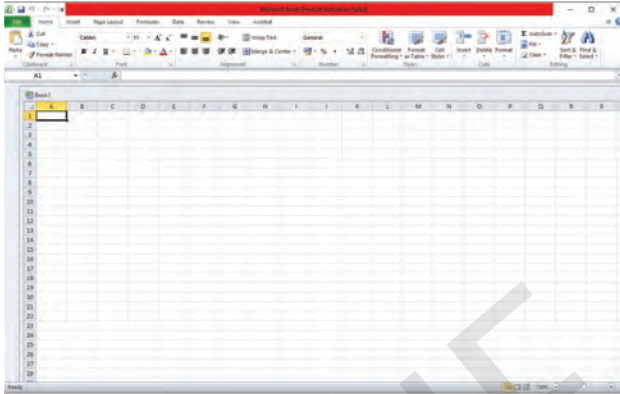 Microsoft Excel (Product Activation Failed)
File Home Insert Page Layout Formulas Data Review View Acrobat
Cut Calibri 11 Wrap Text General AutoSum
Copy Fill
Paste Format Painter B I U Merge & Center % Conditional Format Cell Insert Delete Format Clear Sort & Find &
Formatting as Table Styles Filter Select
Clipboard Font Alignment Number Styles Cells Editing
A1 fx
Book1
A B C D E F G H I J K L M N O P Q R S
1
2
3
4
5
6
7
8
9
10
11
12
13
14
15
16
17
18
19
20
21
22
23
24
25
26
27
28
Ready 100%